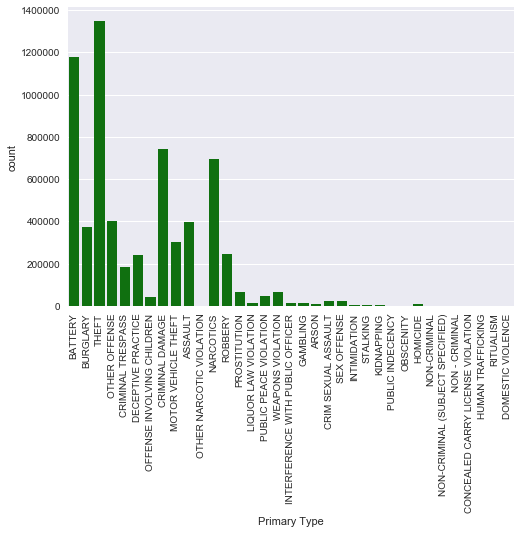 1400000
1200000
1000000
800000
600000
400000
200000
0
count
BATTERY
BURGLARY
THEFT
OTHER OFFENSE
CRIMINAL TRESPASS
DECEPTIVE PRACTICE
OFFENSE INVOLVING CHILDREN
CRIMINAL DAMAGE
MOTOR VEHICLE THEFT
ASSAULT
OTHER NARCOTIC VIOLATION
NARCOTICS
ROBBERY
PROSTITUTION
LIQUOR LAW VIOLATION
PUBLIC PEACE VIOLATION
WEAPONS VIOLATION
INTERFERENCE WITH PUBLIC OFFICER
GAMBLING
ARSON
CRIM SEXUAL ASSAULT
SEX OFFENSE
INTIMIDATION
STALKING
KIDNAPPING
PUBLIC INDECENCY
OBSCENITY
HOMICIDE
NON-CRIMINAL
NON-CRIMINAL (SUBJECT SPECIFIED)
NON - CRIMINAL
CONCEALED CARRY LICENSE VIOLATION
HUMAN TRAFFICKING
RITUALISM
DOMESTIC VIOLENCE
Primary Type